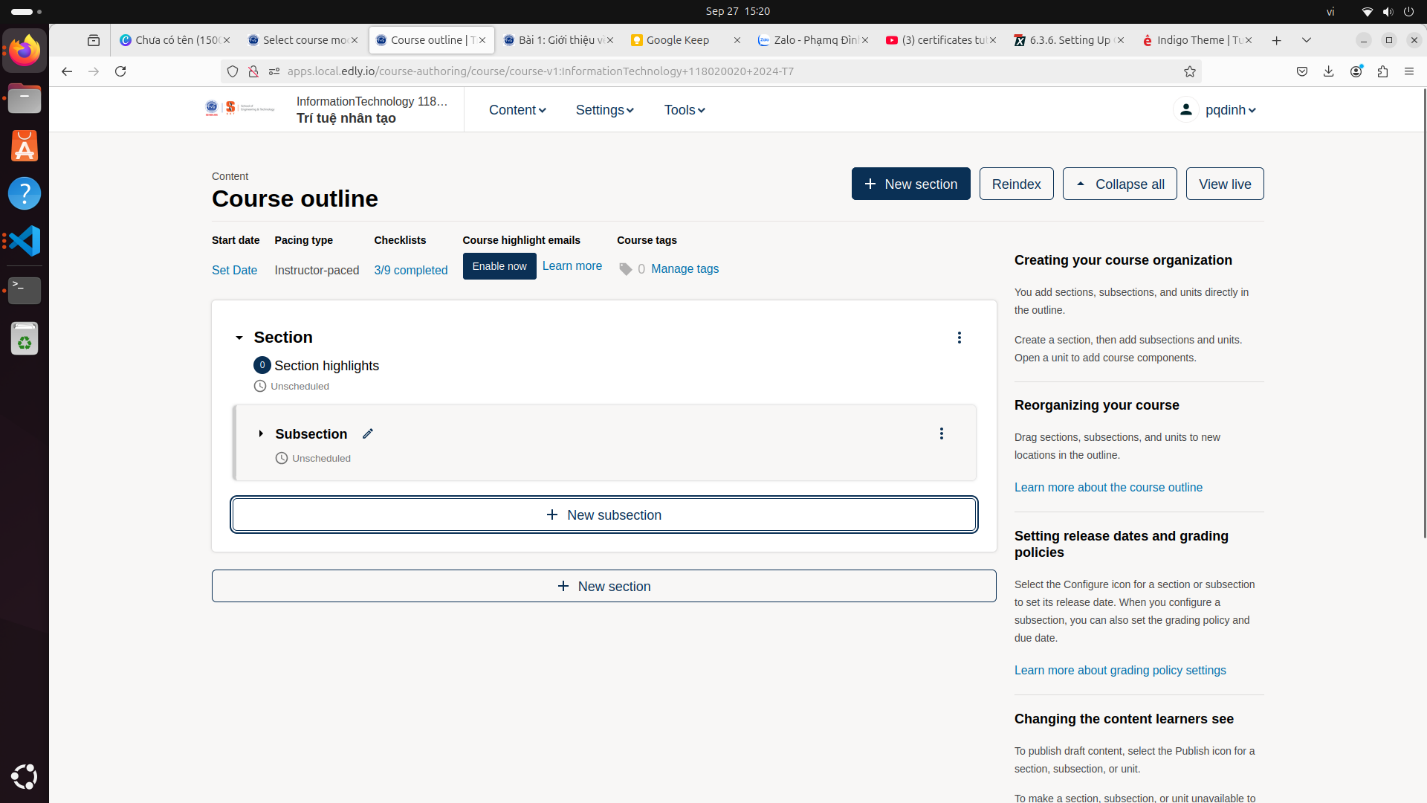 Sep 27 15:20
vi
Chưa có tên (150
Select course mo
Course outline | T
Bài 1: Giới thiệu v
Google Keep
Zalo - Phạmq Đìn
(3) certificates tu
6.3.6. Setting Up
Indigo Theme | Tu
apps.local.edly.io/course-authoring/course/course-v1:InformationTechnology+118020020+2024-T7
InformationTechnology 118...
Trí tuệ nhân tạo
Content
Settings
Tools
pqdinh
Content
Course outline
+ New section
Reindex
Collapse all
View live
Start date
Pacing type
Checklists
Course highlight emails
Course tags
Set Date
Instructor-paced
3/9 completed
Enable now
Learn more
0 Manage tags
Section
0 Section highlights
Unscheduled
Subsection
Unscheduled
+ New subsection
+ New section
Creating your course organization
You add sections, subsections, and units directly in
the outline.
Create a section, then add subsections and units.
Open a unit to add course components.
Reorganizing your course
Drag sections, subsections, and units to new
locations in the outline.
Learn more about the course outline
Setting release dates and grading
policies
Select the Configure icon for a section or subsection
to set its release date. When you configure a
subsection, you can also set the grading policy and
due date.
Learn more about grading policy settings
Changing the content learners see
To publish draft content, select the Publish icon for a
section, subsection, or unit.
To make a section, subsection, or unit unavailable to